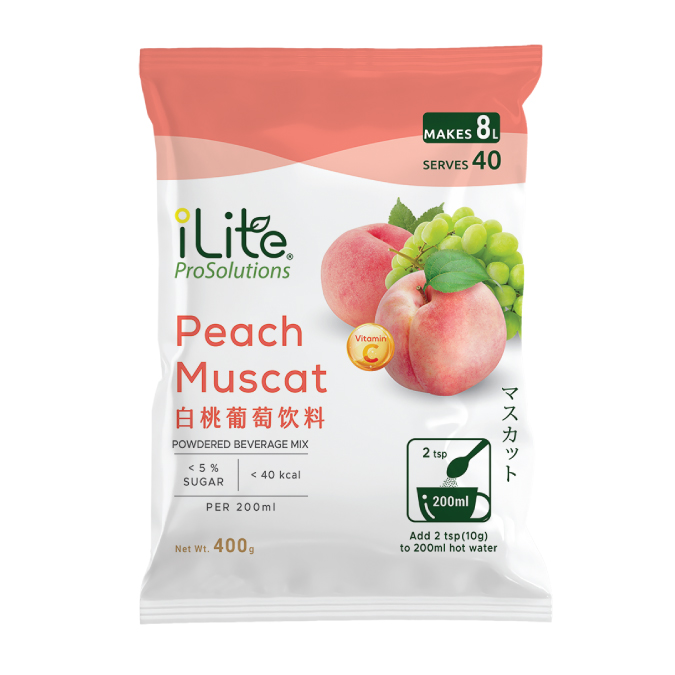 MAKES 8L
SERVES 40
iLite®
ProSolutions
Peach
Muscat
白桃葡萄饮料
POWDERED BEVERAGE MIX
< 5 %
SUGAR
< 40 kcal
PER 200ml
Net Wt. 400g
Vitamin
C
マスカット
2 tsp
200ml
Add 2 tsp(10g)
to 200ml hot water